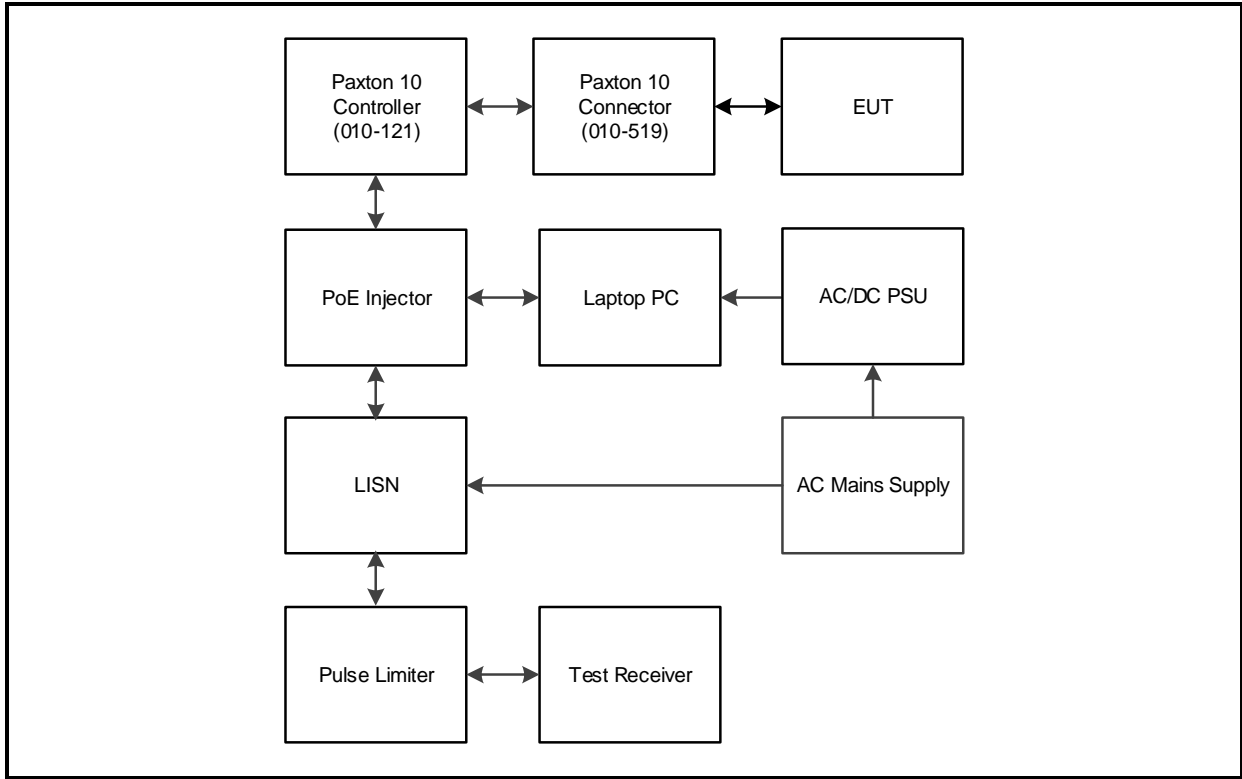 Paxton 10
Controller
(010-121)
Paxton 10
Connector
(010-519)
EUT
PoE Injector
Laptop PC
AC/DC PSU
LISN
AC Mains Supply
Pulse Limiter
Test Receiver